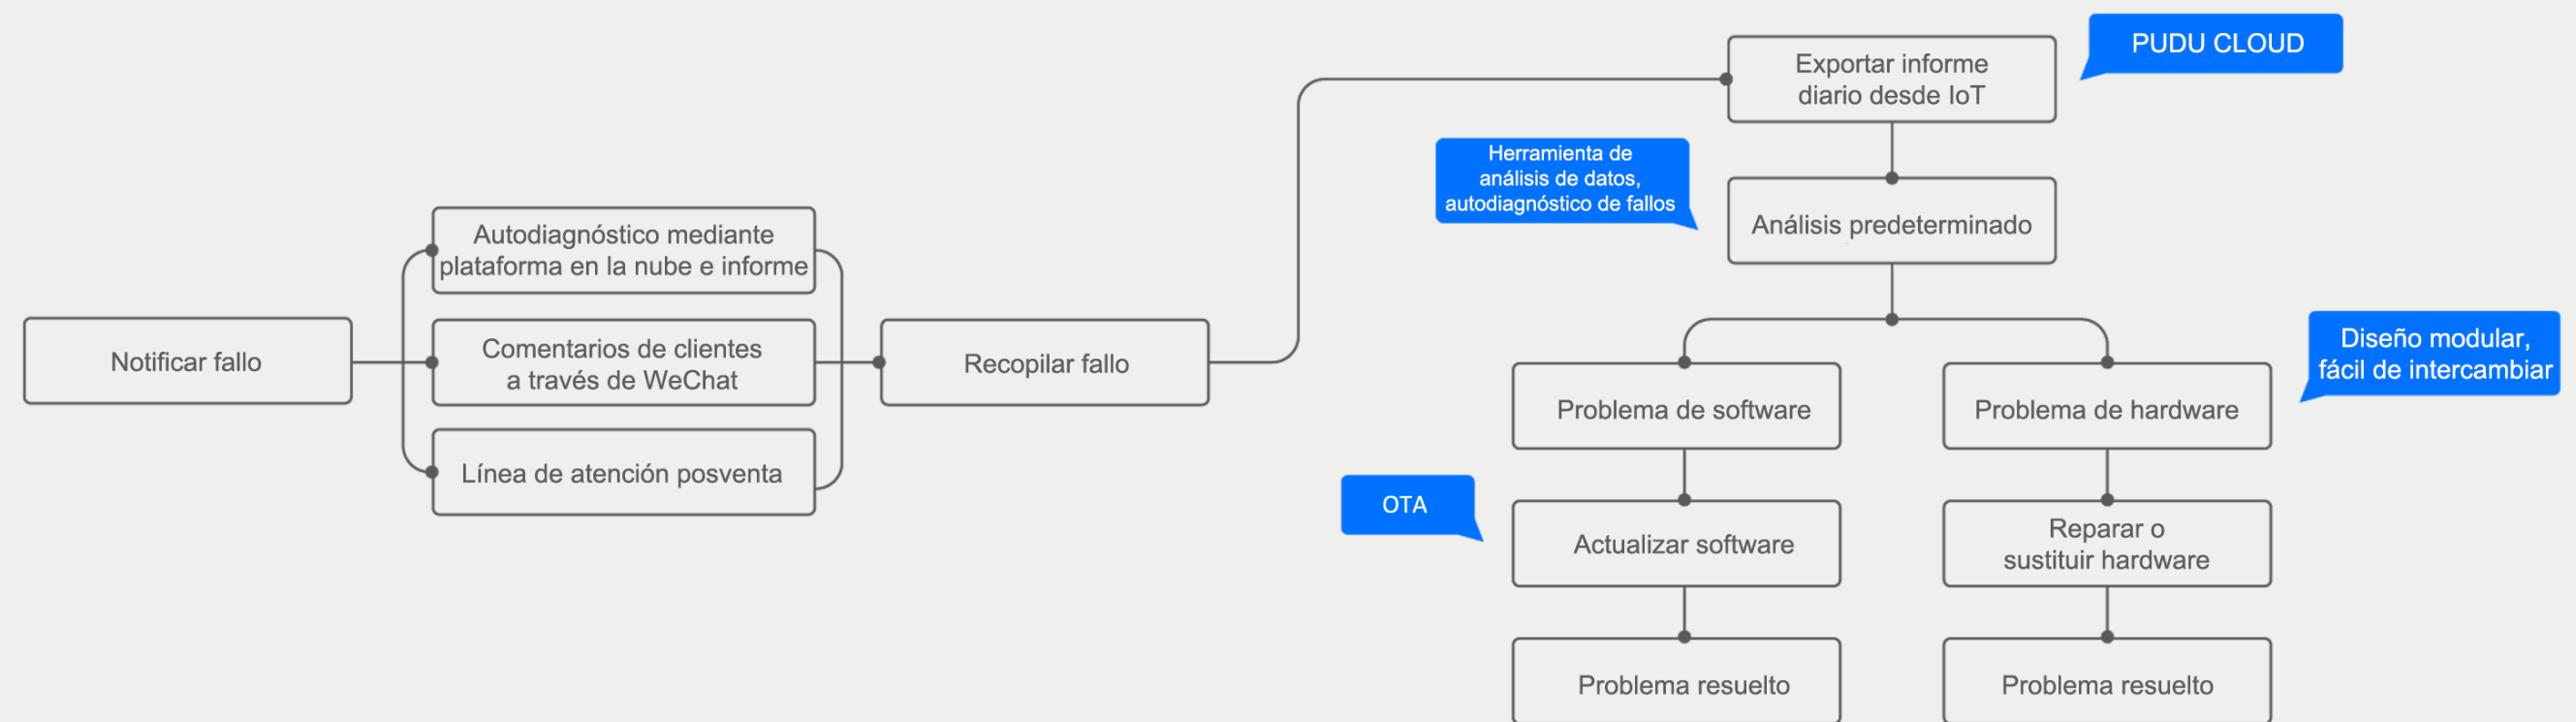 Notificar fallo
Autodiagnóstico mediante
plataforma en la nube e informe
Comentarios de clientes
a través de WeChat
Línea de atención posventa
Recopilar fallo
Exportar informe
diario desde IoT
PUDU CLOUD
Herramienta de
análisis de datos,
autodiagnóstico de fallos
Análisis predeterminado
Problema de software
Problema de hardware
Diseño modular,
fácil de intercambiar
OTA
Actualizar software
Reparar o
sustituir hardware
Problema resuelto
Problema resuelto